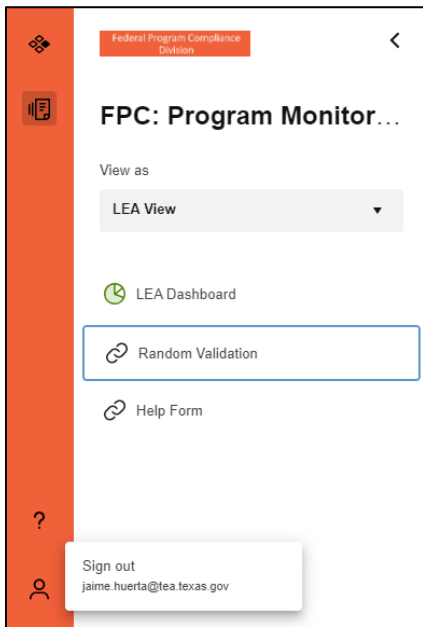 Federal Program Compliance
Division
FPC: Program Monitor...
View as
LEA View
LEA Dashboard
Random Validation
Help Form
?
Sign out
jaime.huerta@tea.texas.gov